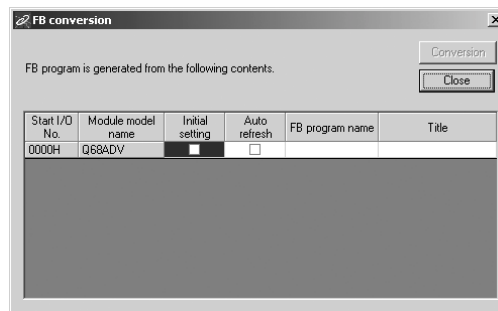 FB conversion
Conversion
FB program is generated from the following contents.
Close
Start I/O No. Module model name Initial setting Auto refresh FB program name Title
0000H Q68ADV